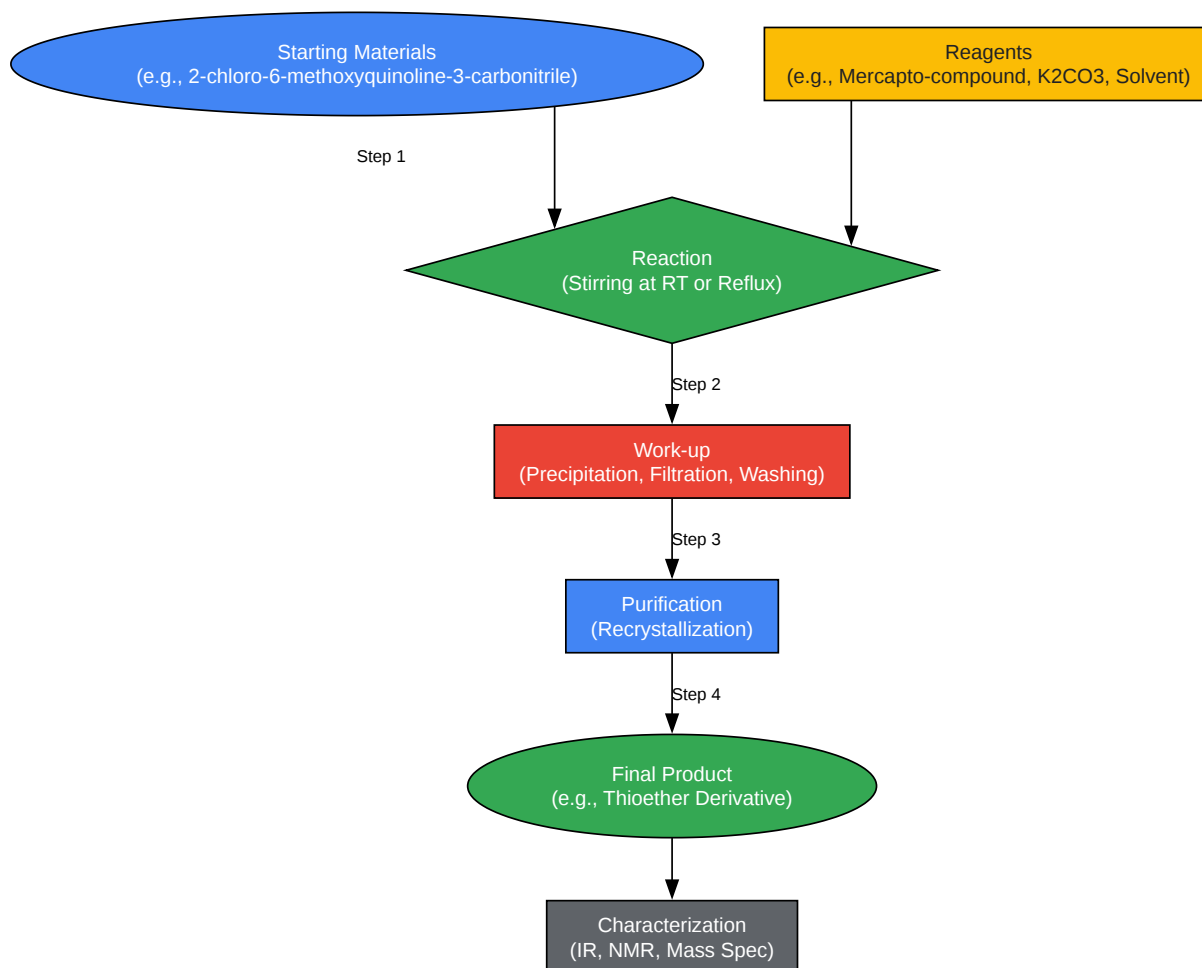 Starting Materials
(e.g., 2-chloro-6-methoxyquinoline-3-carbonitrile)
Reagents
(e.g., Mercapto-compound, K2CO3, Solvent)
Step 1
Reaction
(Stirring at RT or Reflux)
Step 2
Work-up
(Precipitation, Filtration, Washing)
Step 3
Purification
(Recrystallization)
Step 4
Final Product
(e.g., Thioether Derivative)
Characterization
(IR, NMR, Mass Spec)